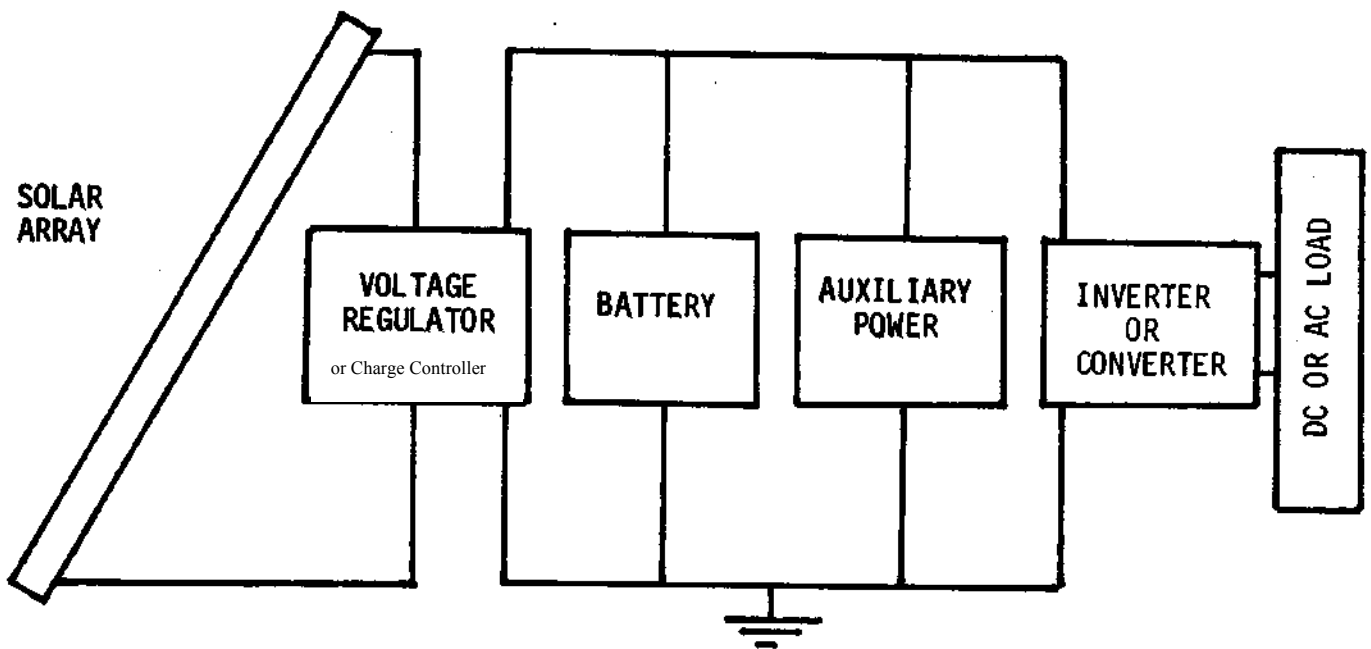 SOLAR
ARRAY
VOLTAGE
REGULATOR
or Charge Controller
BATTERY
AUXILIARY
POWER
INVERTER
OR
CONVERTER
DC OR AC LOAD